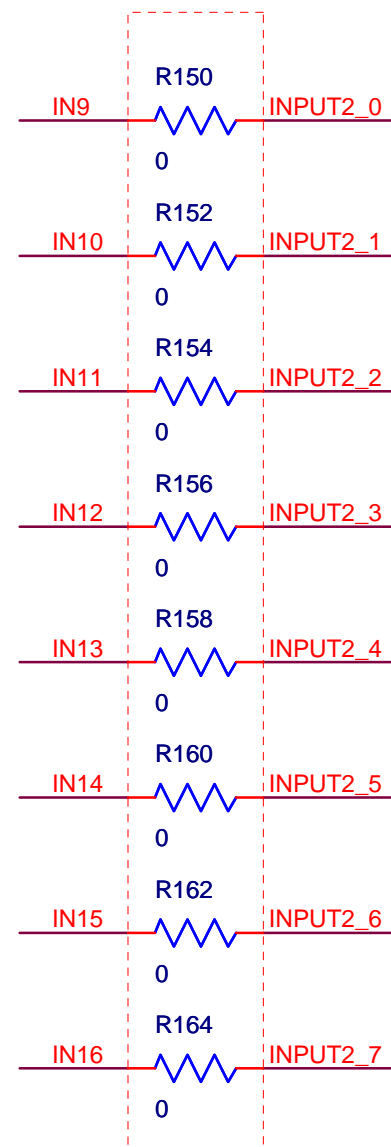 R150
IN9 INPUT2_0
0
R152
IN10 INPUT2_1
0
R154
IN11 INPUT2_2
0
R156
IN12 INPUT2_3
0
R158
IN13 INPUT2_4
0
R160
IN14 INPUT2_5
0
R162
IN15 INPUT2_6
0
R164
IN16 INPUT2_7
0